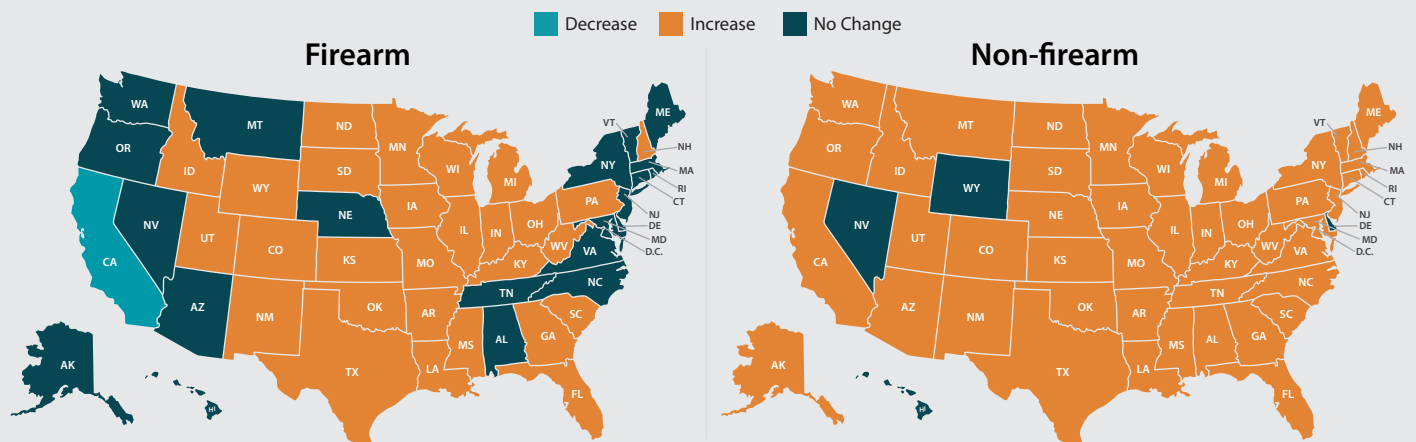 Decrease
Increase
No Change
Firearm
WA
MT
ME
OR
ID
ND
MN
VT
NH
WY
SD
WI
MI
NY
MA
RI
CT
NV
UT
CO
NE
IA
IL
IN
OH
PA
NJ
DE
MD
D.C.
CA
AZ
NM
KS
MO
KY
WV
VA
OK
AR
TN
NC
TX
LA
MS
AL
GA
SC
FL
AK
HI
Non-firearm
WA
MT
ME
OR
ID
ND
MN
VT
NH
WY
SD
WI
MI
NY
MA
RI
CT
NV
UT
CO
NE
IA
IL
IN
OH
PA
NJ
DE
MD
D.C.
CA
AZ
NM
KS
MO
KY
WV
VA
OK
AR
TN
NC
TX
LA
MS
AL
GA
SC
FL
AK
HI